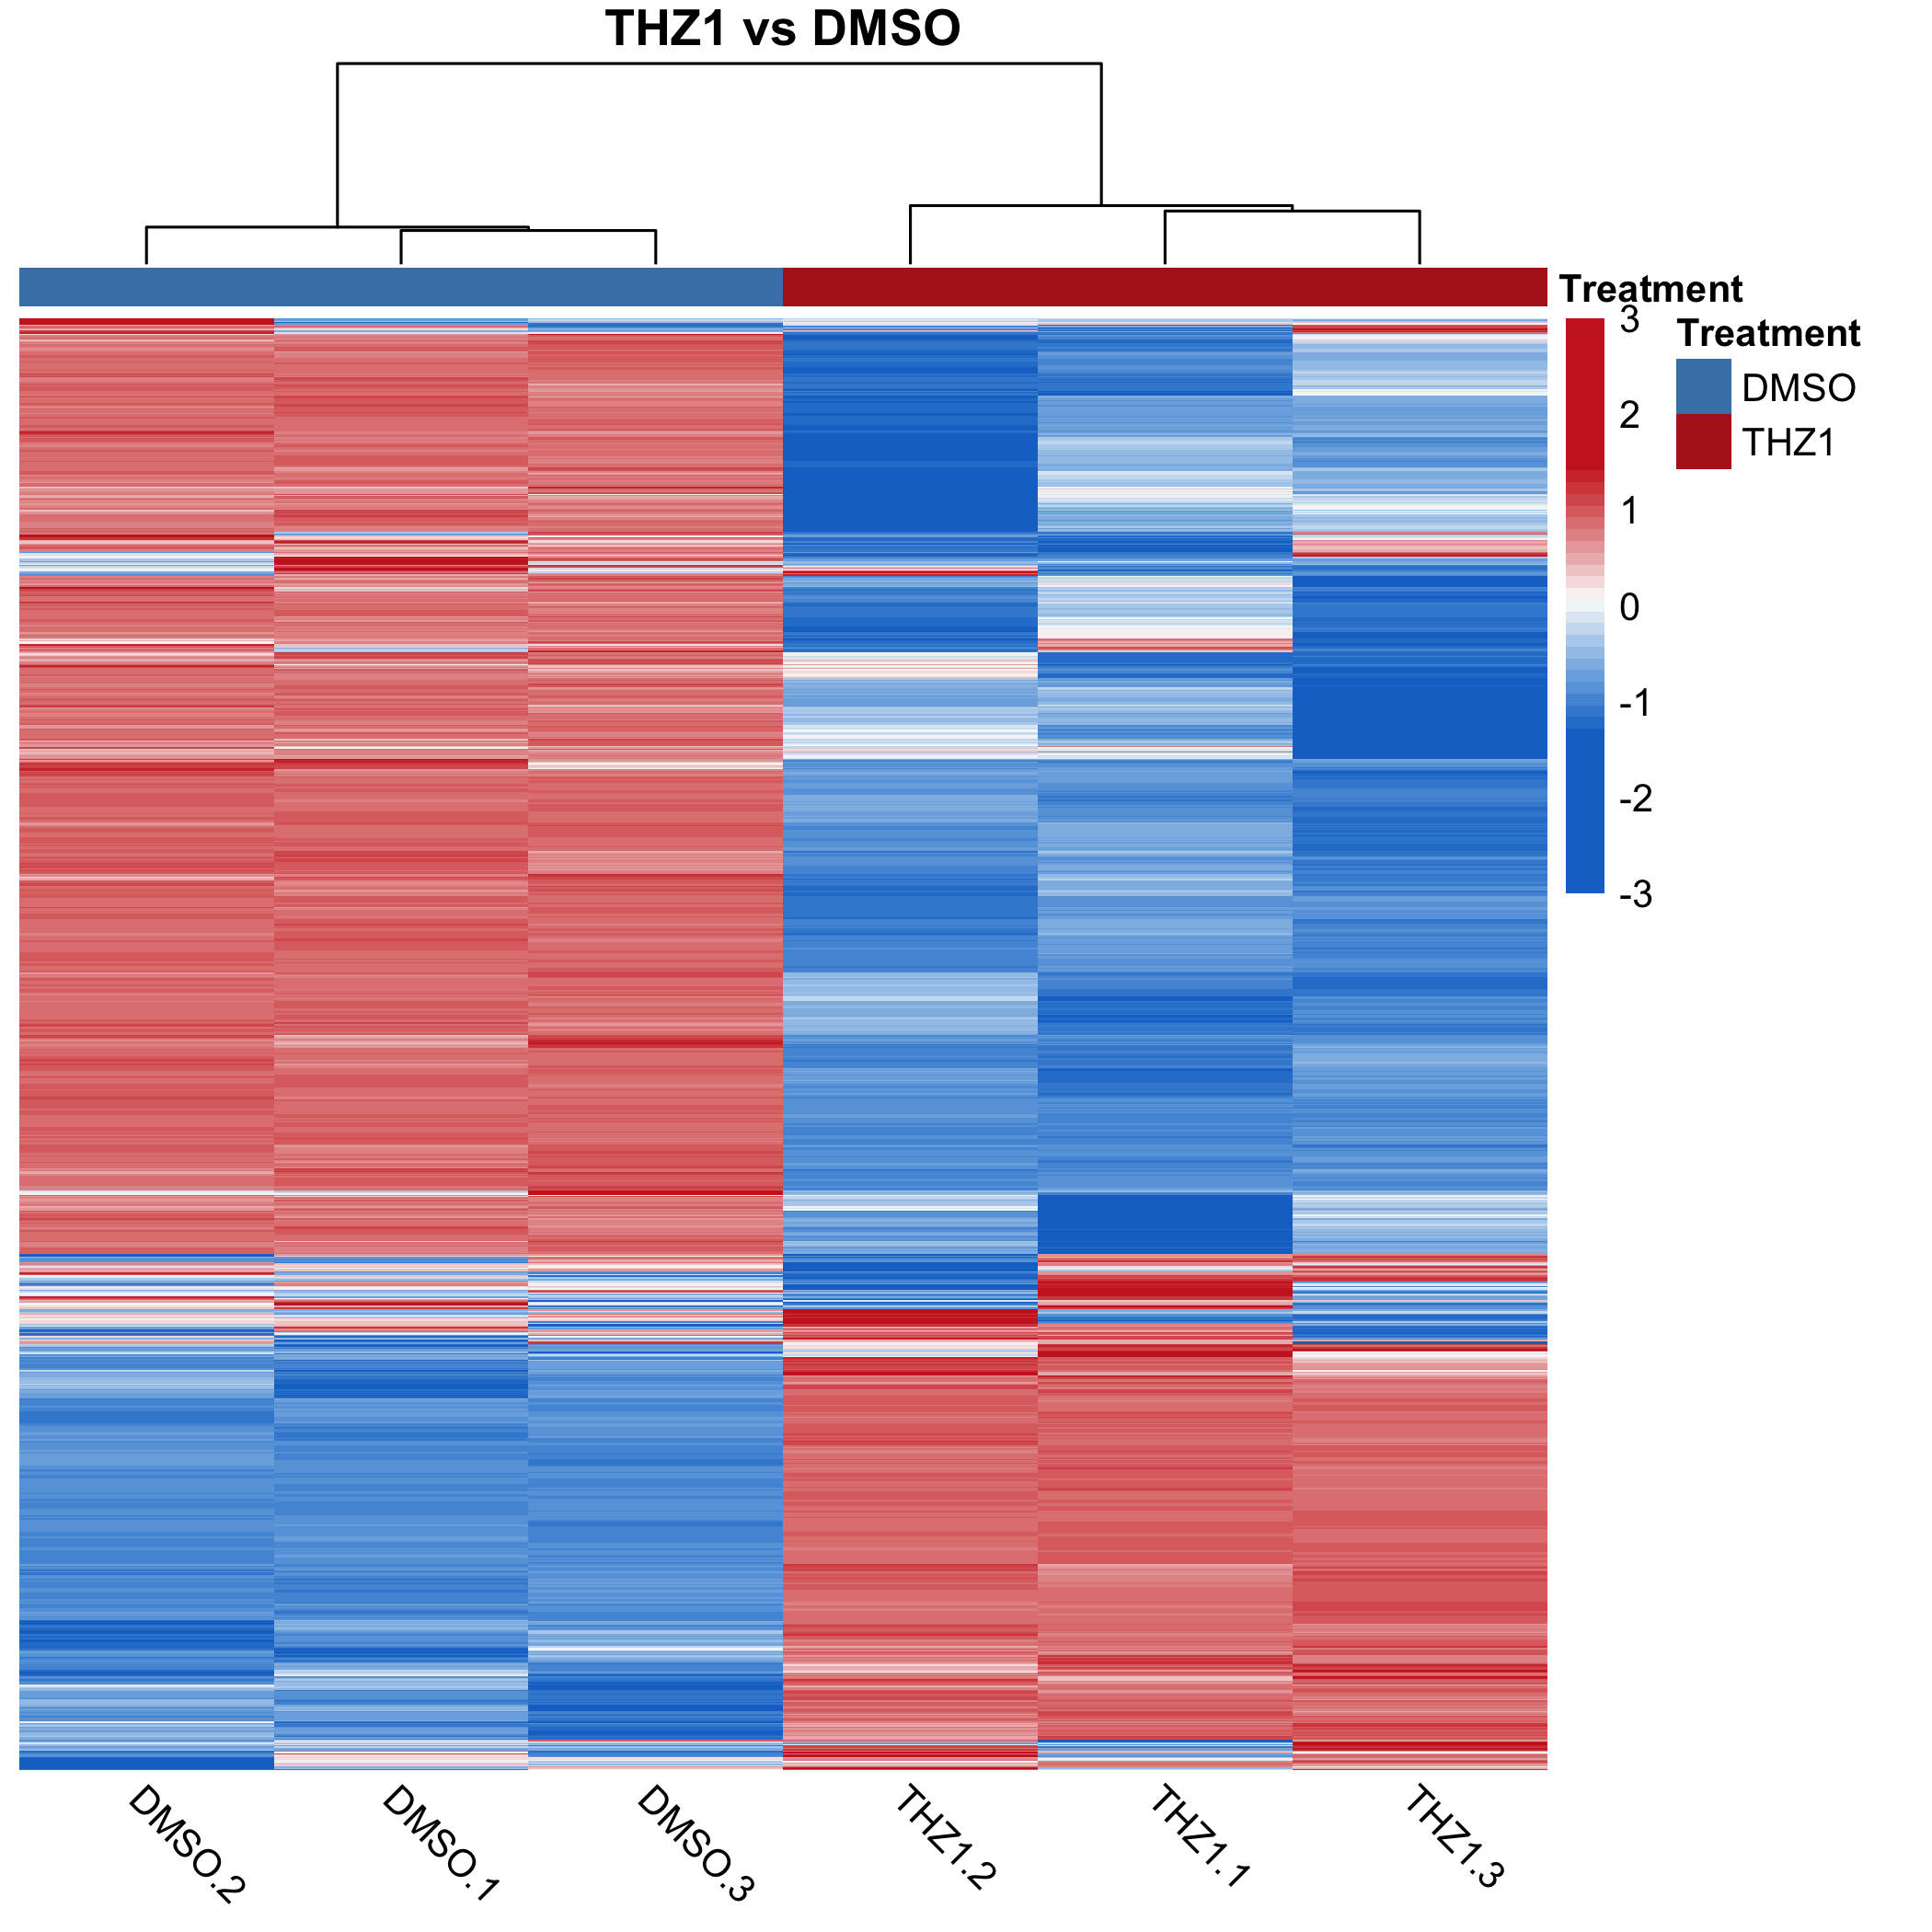 THZ1 vs DMSO
Treatment
3
2
1
0
-1
-2
-3
Treatment
DMSO
THZ1
DMSO.2
DMSO.1
DMSO.3
THZ1.2
THZ1.1
THZ1.3